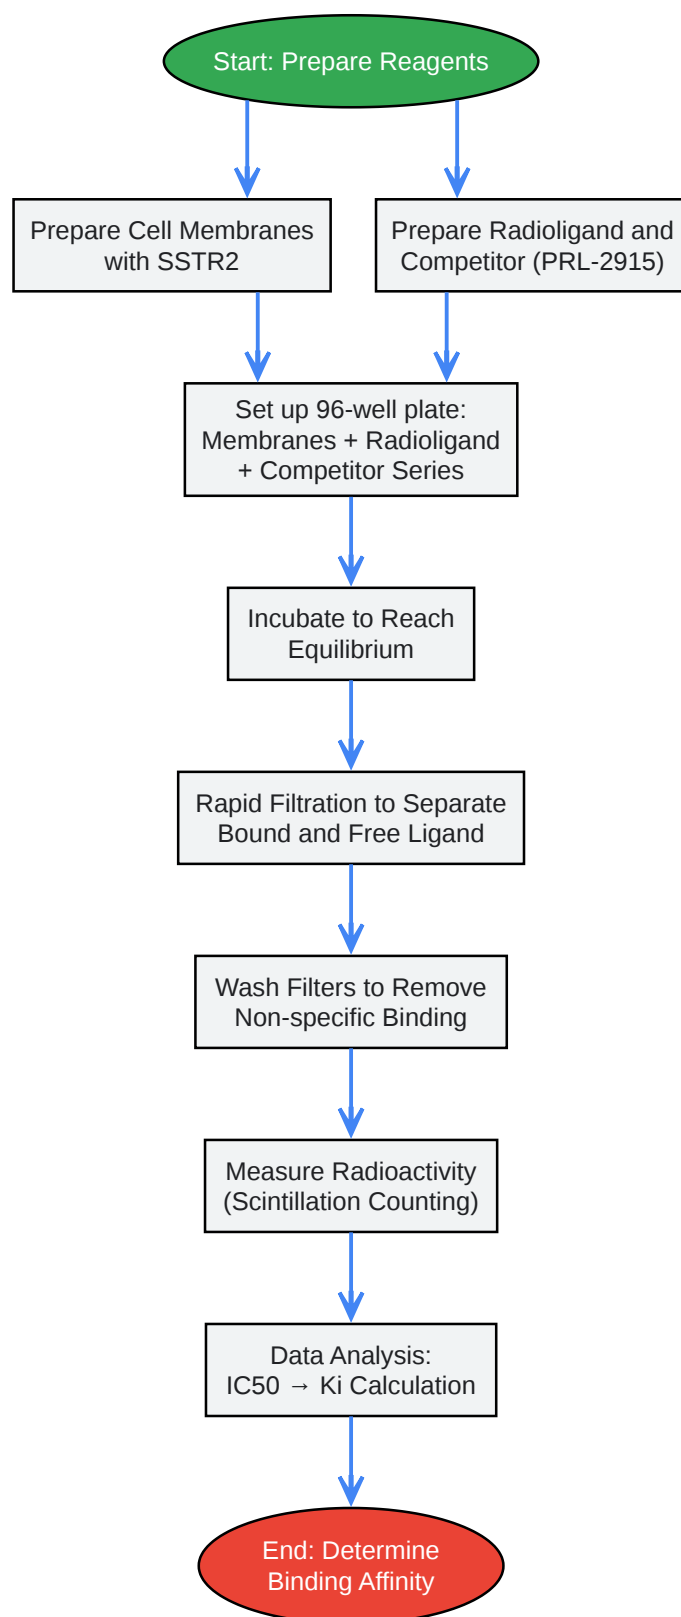 Start: Prepare Reagents
Prepare Cell Membranes
with SSTR2
Prepare Radioligand and
Competitor (PRL-2915)
Set up 96-well plate:
Membranes + Radioligand
+ Competitor Series
Incubate to Reach
Equilibrium
Rapid Filtration to Separate
Bound and Free Ligand
Wash Filters to Remove
Non-specific Binding
Measure Radioactivity
(Scintillation Counting)
Data Analysis:
IC50 → Ki Calculation
End: Determine
Binding Affinity